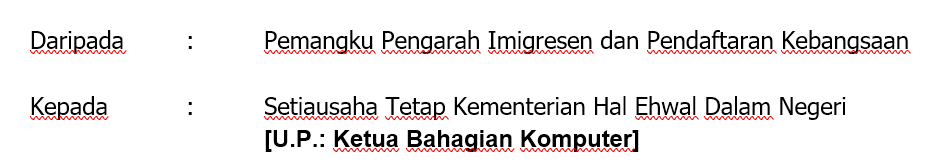 Daripada : Pemangku Pengarah Imigresen dan Pendaftaran Kebangsaan
Kepada : Setiausaha Tetap Kementerian Hal Ehwal Dalam Negeri
[U.P.: Ketua Bahagian Komputer]